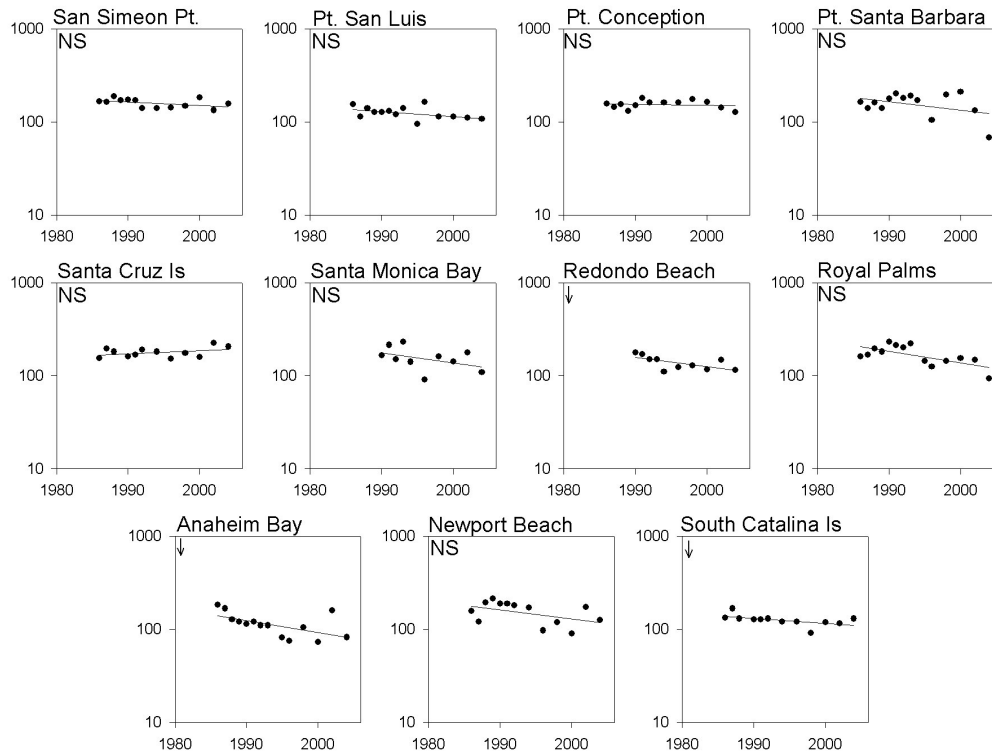 San Simeon Pt.
1000
NS
100
10
1980 1990 2000
Pt. San Luis
1000
NS
100
10
1980 1990 2000
Pt. Conception
1000
NS
100
10
1980 1990 2000
Pt. Santa Barbara
1000
NS
100
10
1980 1990 2000
Santa Cruz Is
1000
NS
100
10
1980 1990 2000
Santa Monica Bay
1000
NS
100
10
1980 1990 2000
Redondo Beach
1000
100
10
1980 1990 2000
Royal Palms
1000
NS
100
10
1980 1990 2000
Anaheim Bay
1000
100
10
1980 1990 2000
Newport Beach
1000
NS
100
10
1980 1990 2000
South Catalina Is
1000
100
10
1980 1990 2000